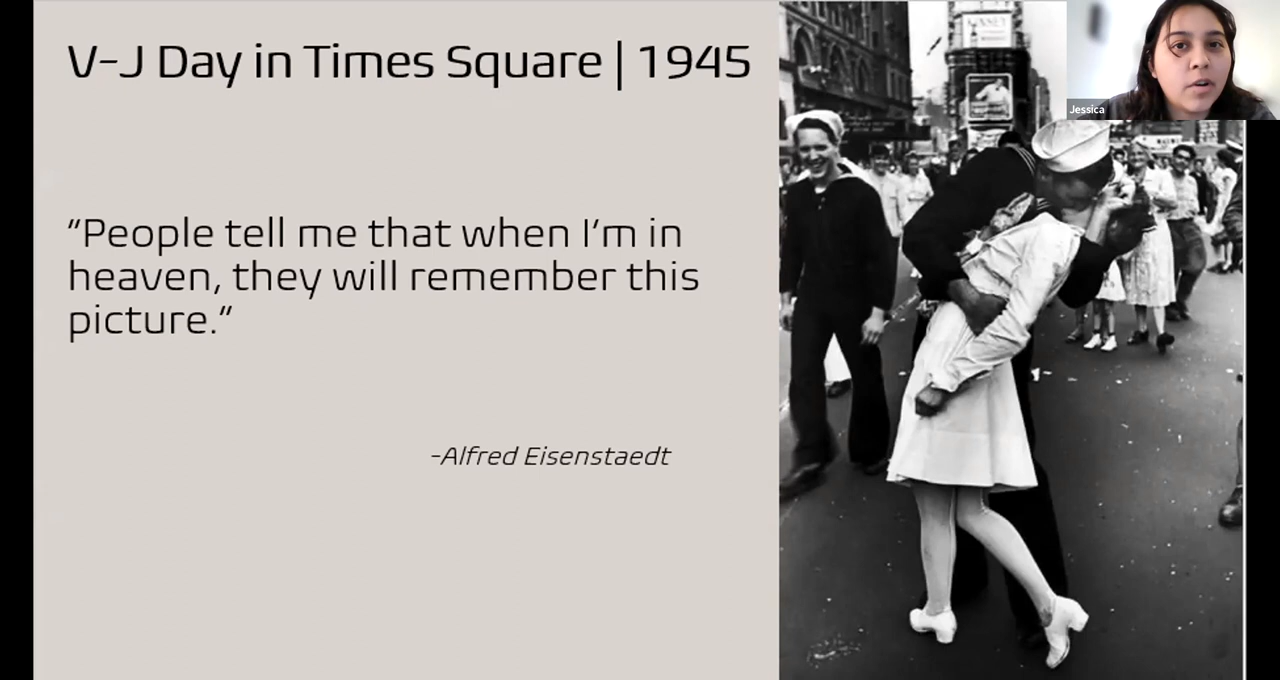 V-J Day in Times Square | 1945
"People tell me that when I'm in
heaven, they will remember this
picture."
-Alfred Eisenstaedt
Jessica